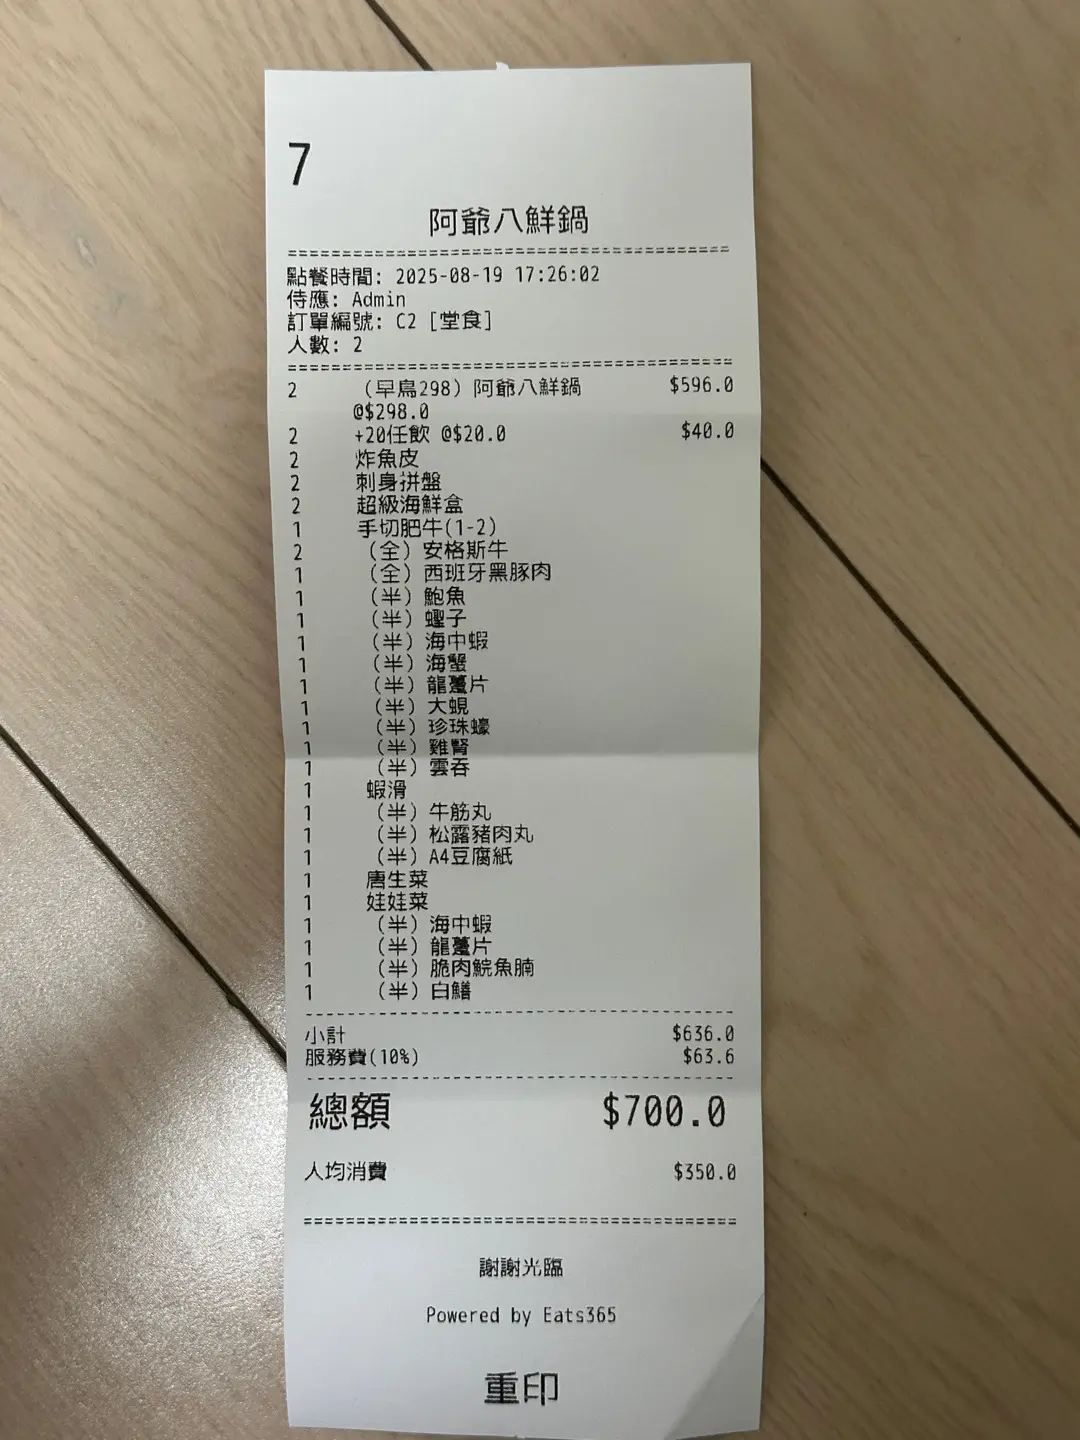 7
阿爺八鮮鍋
點餐時間: 2025-08-19 17:26:02
侍應: Admin
訂單編號: C2 [堂食]
人數: 2
2 (早鳥298) 阿爺八鮮鍋 $596.0
@$298.0
2 +20任飲 @$20.0 $40.0
2 炸魚皮
2 刺身拼盤
2 超級海鮮盒
1 手切肥牛(1-2)
2 (全) 安格斯牛
1 (全) 西班牙黑豚肉
1 (半) 鮑魚
1 (半) 蟶子
1 (半) 海中蝦
1 (半) 海蟹
1 (半) 龍躉片
1 (半) 大蜆
1 (半) 珍珠蠔
1 (半) 雞腎
1 (半) 雲吞
1 蝦滑
1 (半) 牛筋丸
1 (半) 松露豬肉丸
1 (半) A4豆腐紙
1 唐生菜
1 娃娃菜
1 (半) 海中蝦
1 (半) 龍躉片
1 (半) 脆肉鯇魚腩
1 (半) 白鱔
小計 $636.0
服務費(10%) $63.6
總額 $700.0
人均消費 $350.0
謝謝光臨
Powered by Eats365
重印